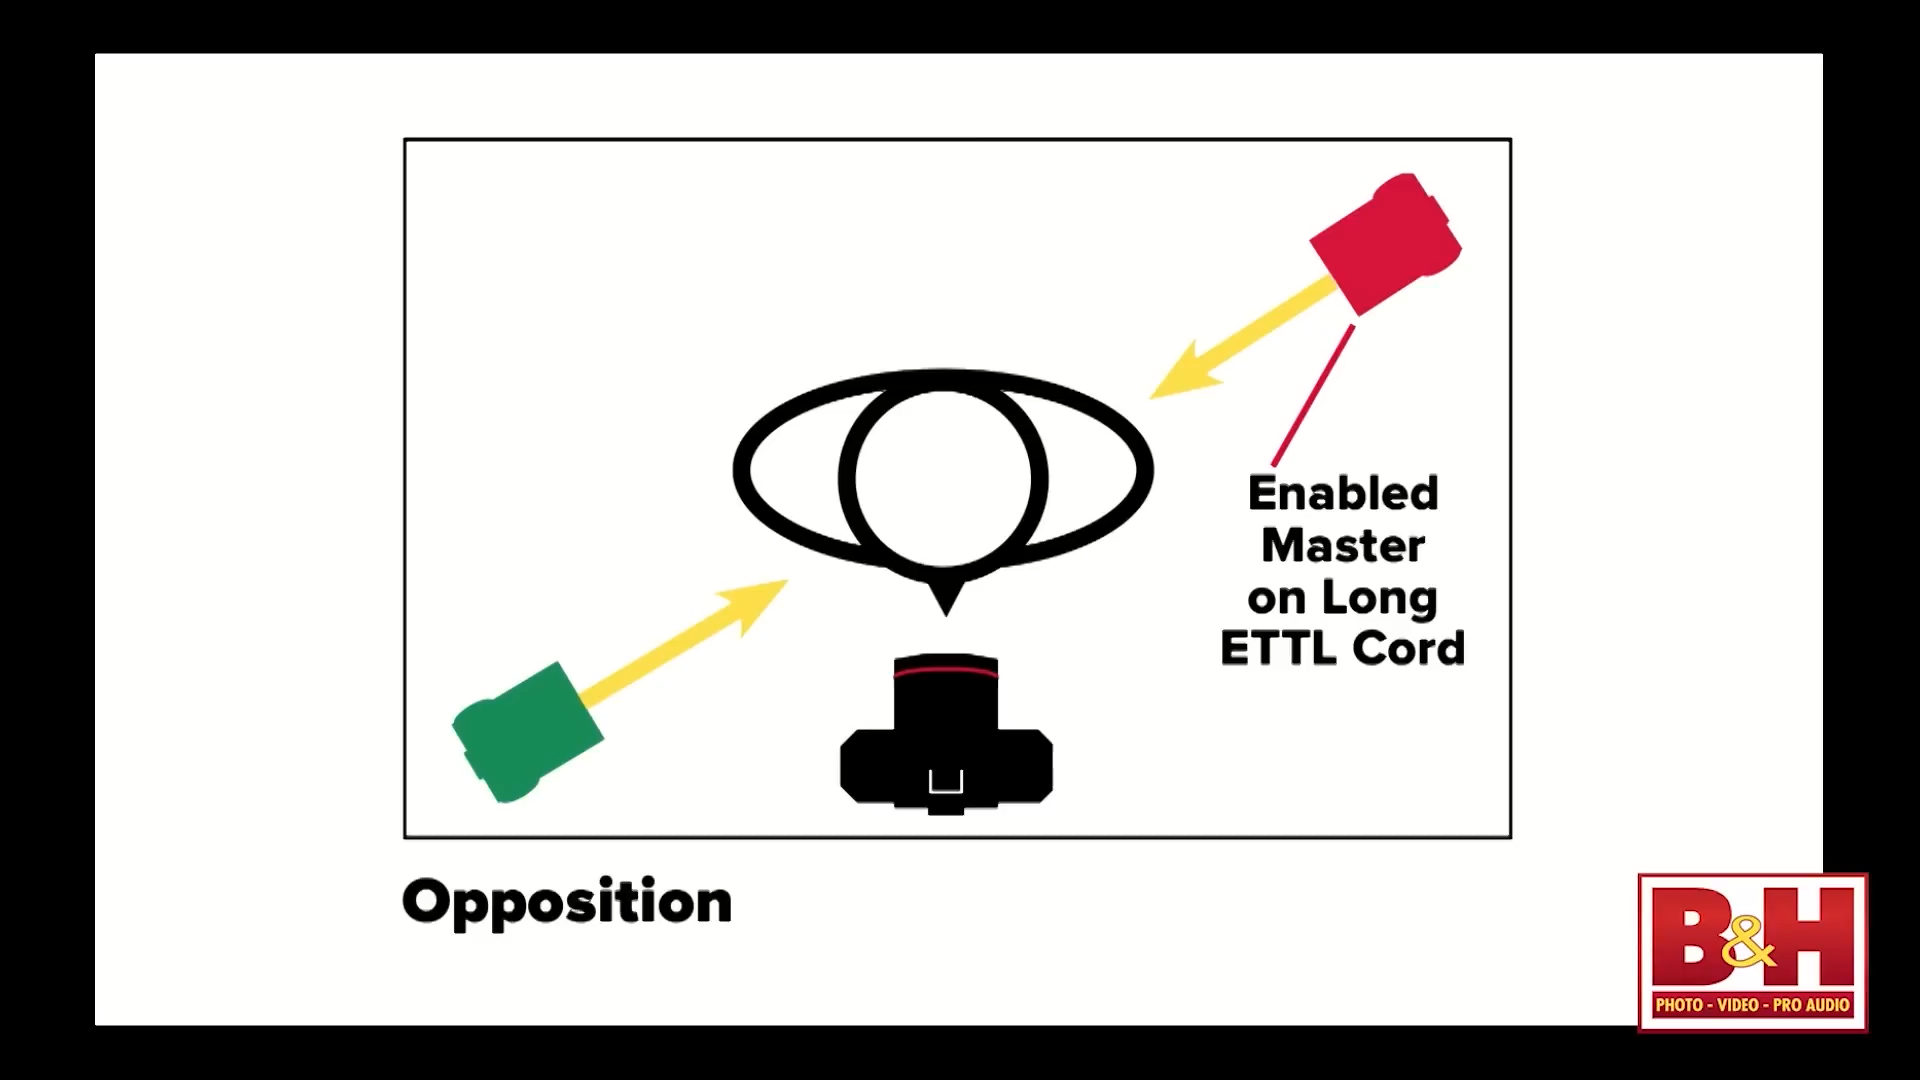 Enabled
Master
on Long
ETTL Cord
Opposition
B&H
PHOTO - VIDEO - PRO AUDIO